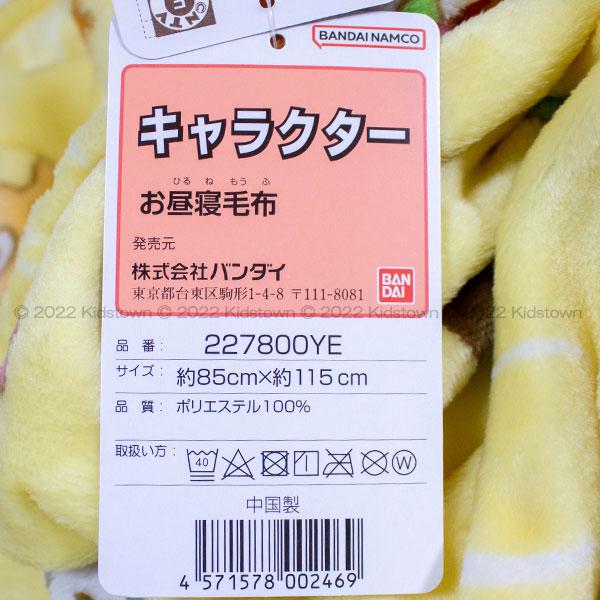 ©NTV
BANDAI NAMCO
キャラクター
ひる ね もう ふ
お昼寝毛布
発売元
株式会社バンダイ
東京都台東区駒形1-4-8 〒111-8081
BAN
DAI
© 2022 Kidstown © 2022 Kidstown © 2022 Kidstown © 2022 Kidstown
品番: 227800YE
サイズ: 約85cm×約115cm
品質: ポリエステル100%
取扱い方: 40 W
中国製
4 571578 002469